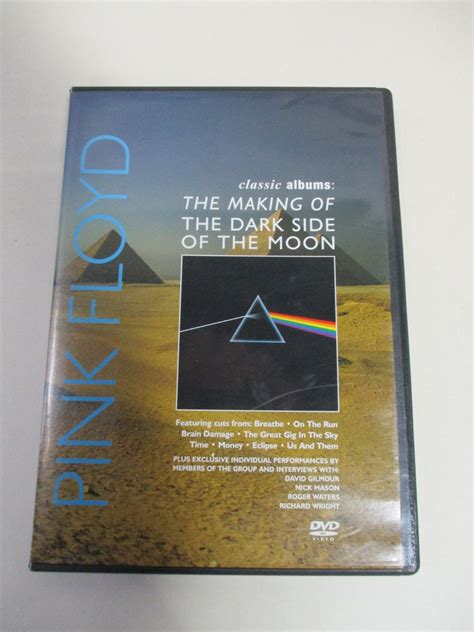 PINK FLOYD
classic albums:
THE MAKING OF
THE DARK SIDE
OF THE MOON
Featuring cuts from: Breathe • On The Run
Brain Damage • The Great Gig In The Sky
Time • Money • Eclipse • Us And Them
PLUS EXCLUSIVE INDIVIDUAL PERFORMANCES BY
MEMBERS OF THE GROUP AND INTERVIEWS WITH:
DAVID GILMOUR
NICK MASON
ROGER WATERS
RICHARD WRIGHT
DVD
VIDEO